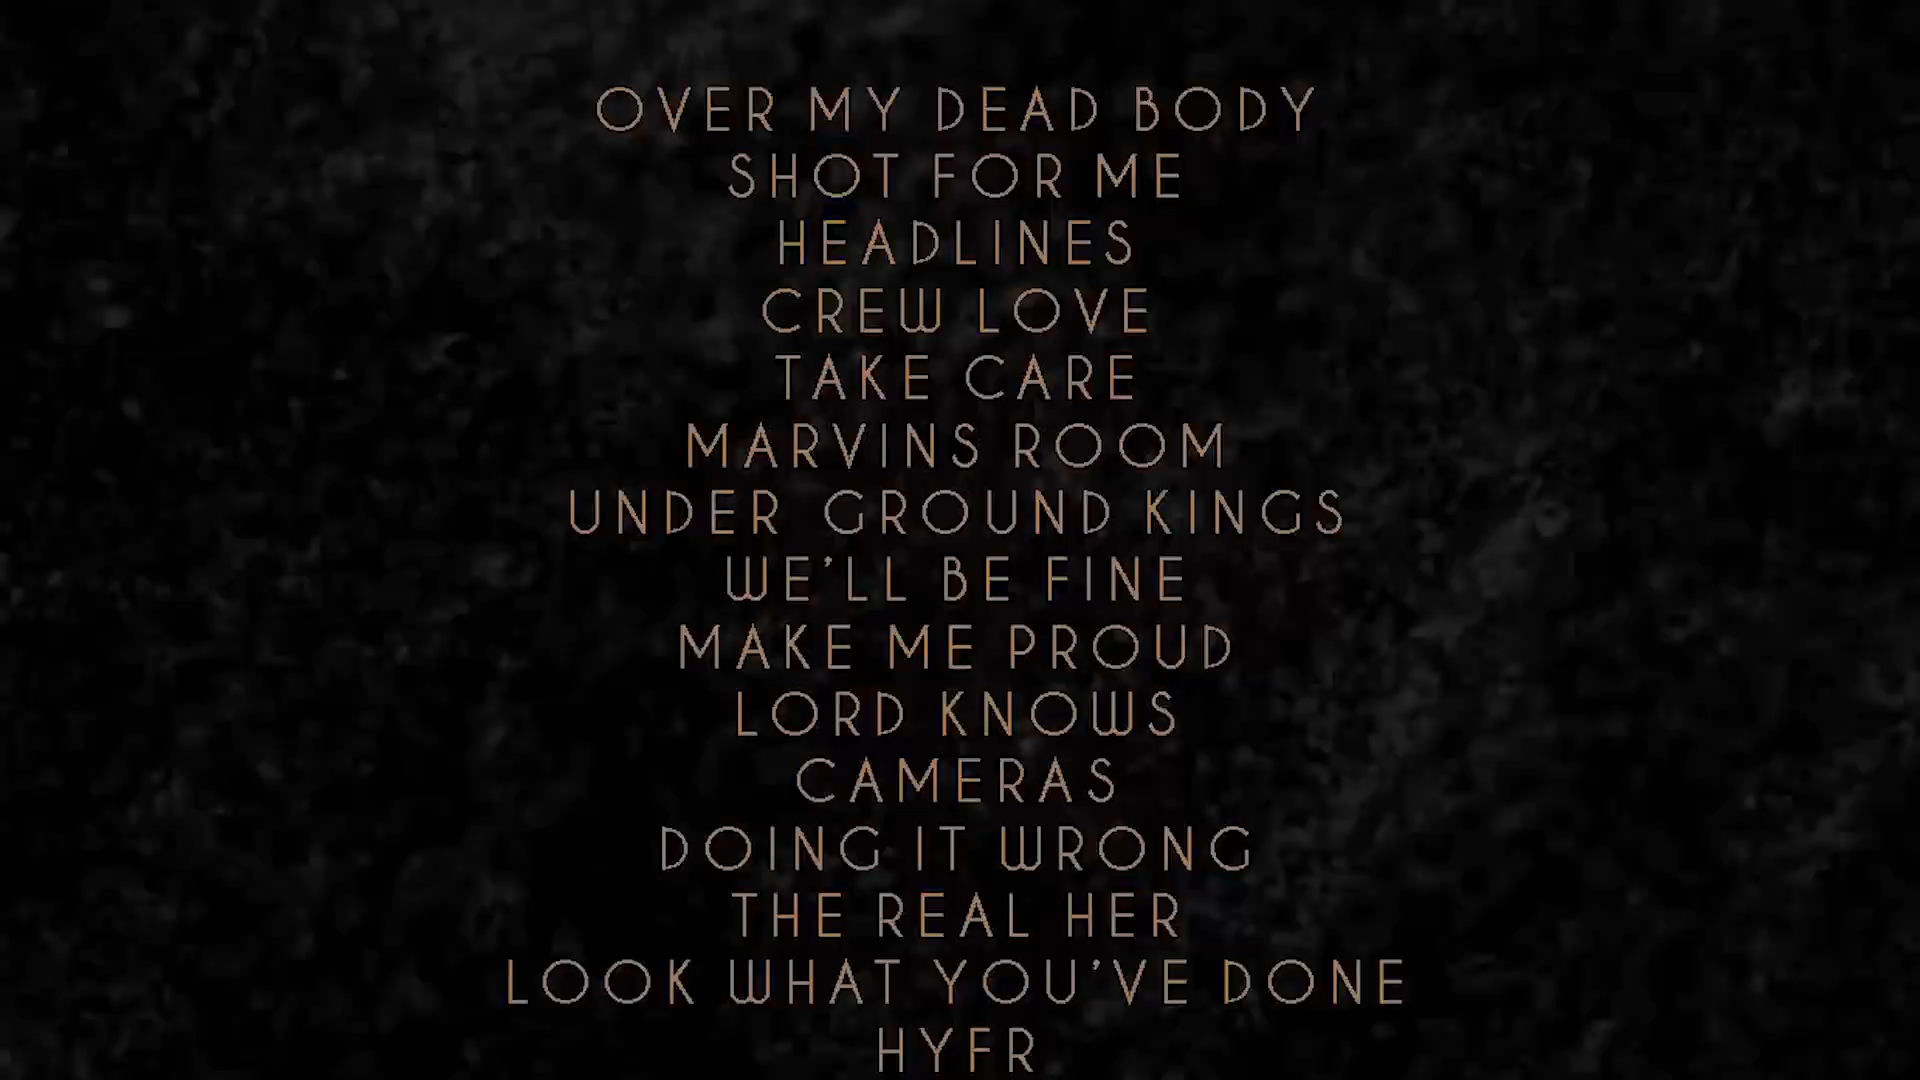 OVER MY DEAD BODY
SHOT FOR ME
HEADLINES
CREW LOVE
TAKE CARE
MARVINS ROOM
UNDER GROUND KINGS
WE'LL BE FINE
MAKE ME PROUD
LORD KNOWS
CAMERAS
DOING IT WRONG
THE REAL HER
LOOK WHAT YOU'VE DONE
HYFR